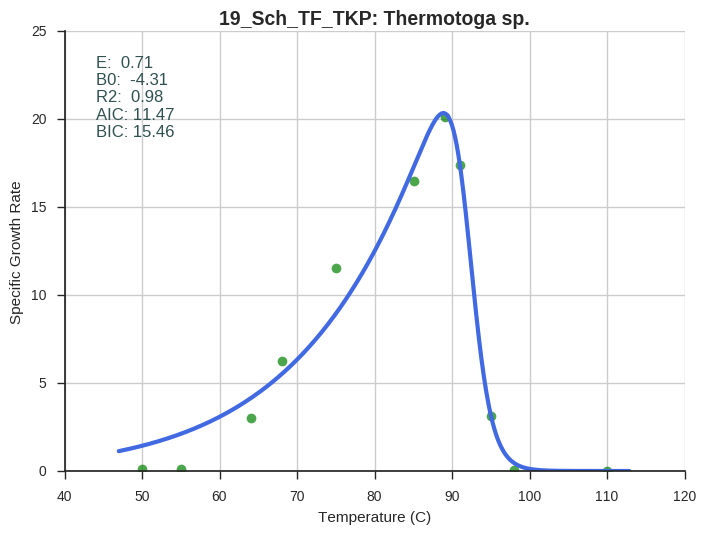 19_Sch_TF_TKP: Thermotoga sp.
25
20
15
10
5
0
E: 0.71
B0: -4.31
R2: 0.98
AIC: 11.47
BIC: 15.46
Specific Growth Rate
40 50 60 70 80 90 100 110 120
Temperature (C)